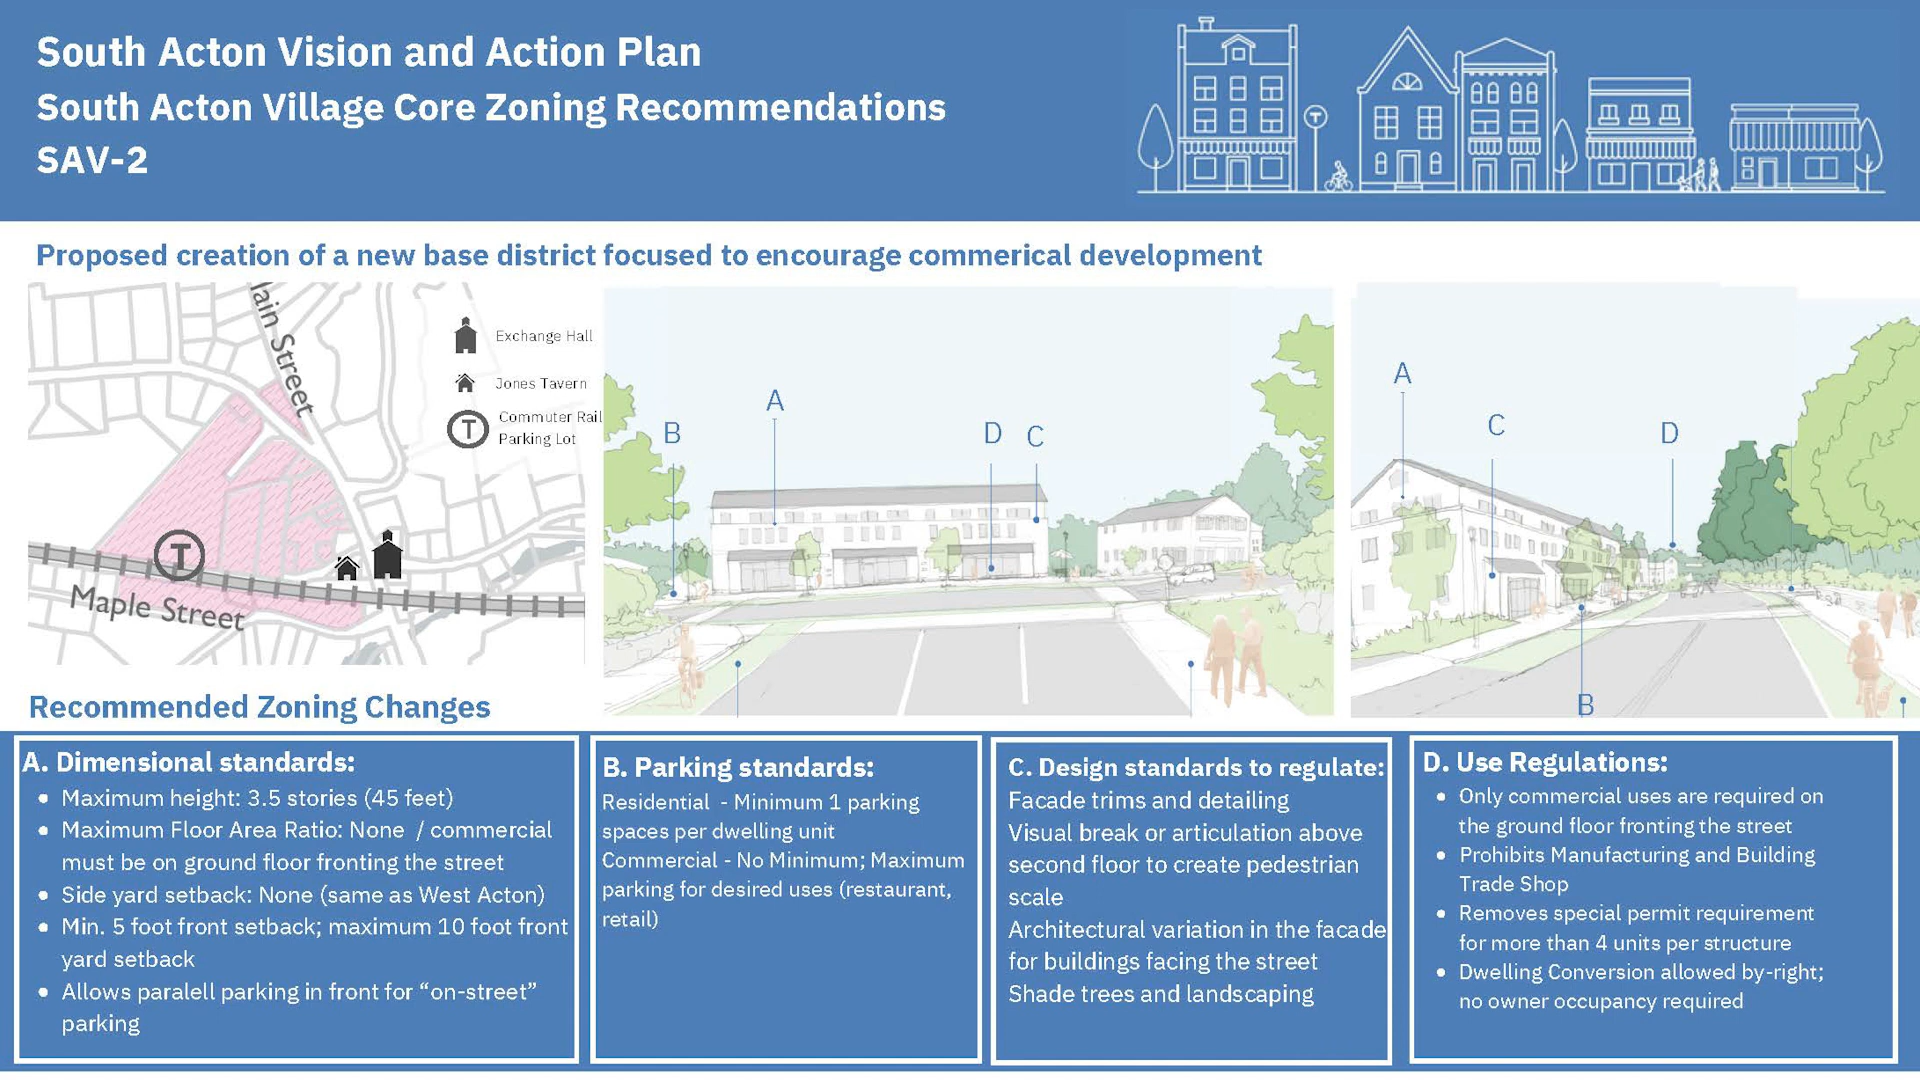 South Acton Vision and Action Plan
South Acton Village Core Zoning Recommendations
SAV-2
T
Proposed creation of a new base district focused to encourage commerical development
Main Street
Exchange Hall
Jones Tavern
T
Commuter Rail
Parking Lot
T
Maple Street
B
A
D
C
A
C
D
B
Recommended Zoning Changes
A. Dimensional standards:
• Maximum height: 3.5 stories (45 feet)
• Maximum Floor Area Ratio: None / commercial
must be on ground floor fronting the street
• Side yard setback: None (same as West Acton)
• Min. 5 foot front setback; maximum 10 foot front
yard setback
• Allows paralell parking in front for “on-street”
parking
B. Parking standards:
Residential - Minimum 1 parking
spaces per dwelling unit
Commercial - No Minimum; Maximum
parking for desired uses (restaurant,
retail)
C. Design standards to regulate:
Facade trims and detailing
Visual break or articulation above
second floor to create pedestrian
scale
Architectural variation in the facade
for buildings facing the street
Shade trees and landscaping
D. Use Regulations:
• Only commercial uses are required on
the ground floor fronting the street
• Prohibits Manufacturing and Building
Trade Shop
• Removes special permit requirement
for more than 4 units per structure
• Dwelling Conversion allowed by-right;
no owner occupancy required